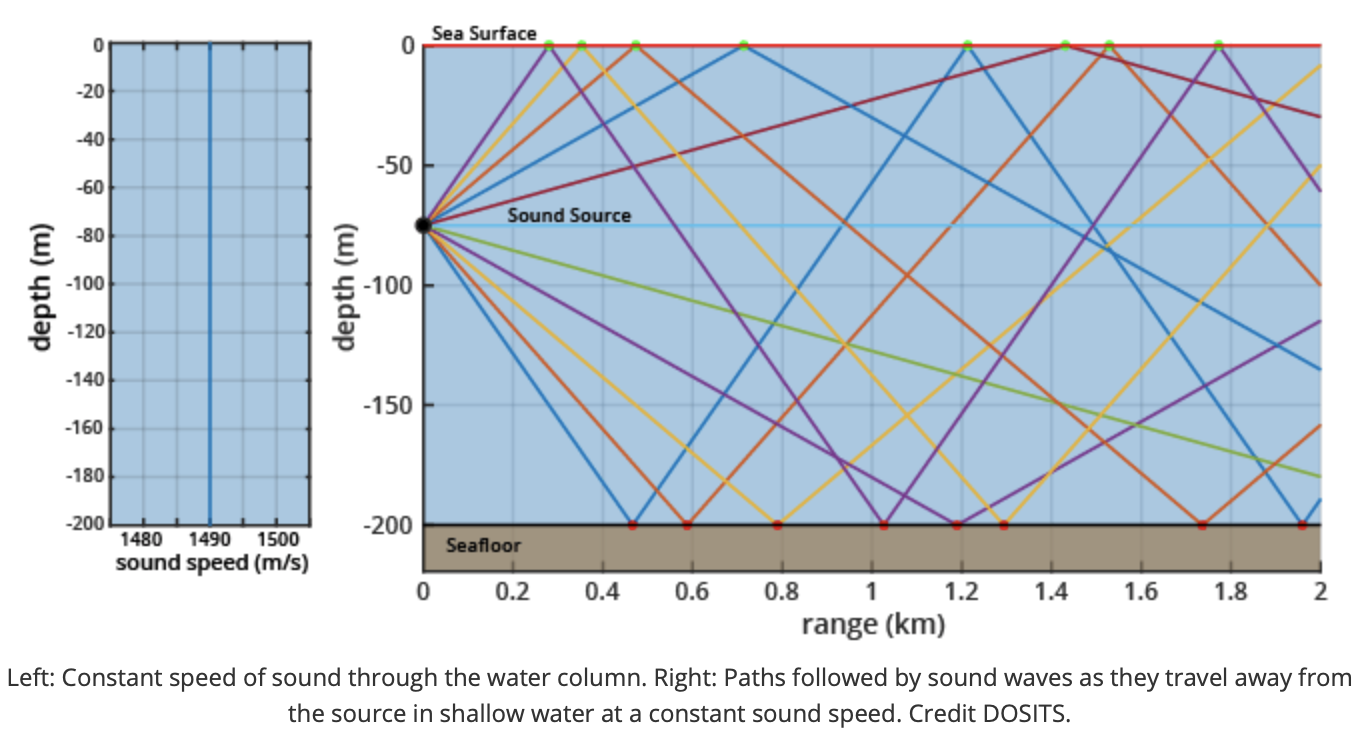 Sea Surface
0
-20
-40
-60
-80
-100
-120
-140
-160
-180
-200
depth (m)
1480 1490 1500
sound speed (m/s)
0
-50
-100
-150
-200
depth (m)
Sound Source
Seafloor
0 0.2 0.4 0.6 0.8 1 1.2 1.4 1.6 1.8 2
range (km)
Left: Constant speed of sound through the water column. Right: Paths followed by sound waves as they travel away from
the source in shallow water at a constant sound speed. Credit DOSITS.